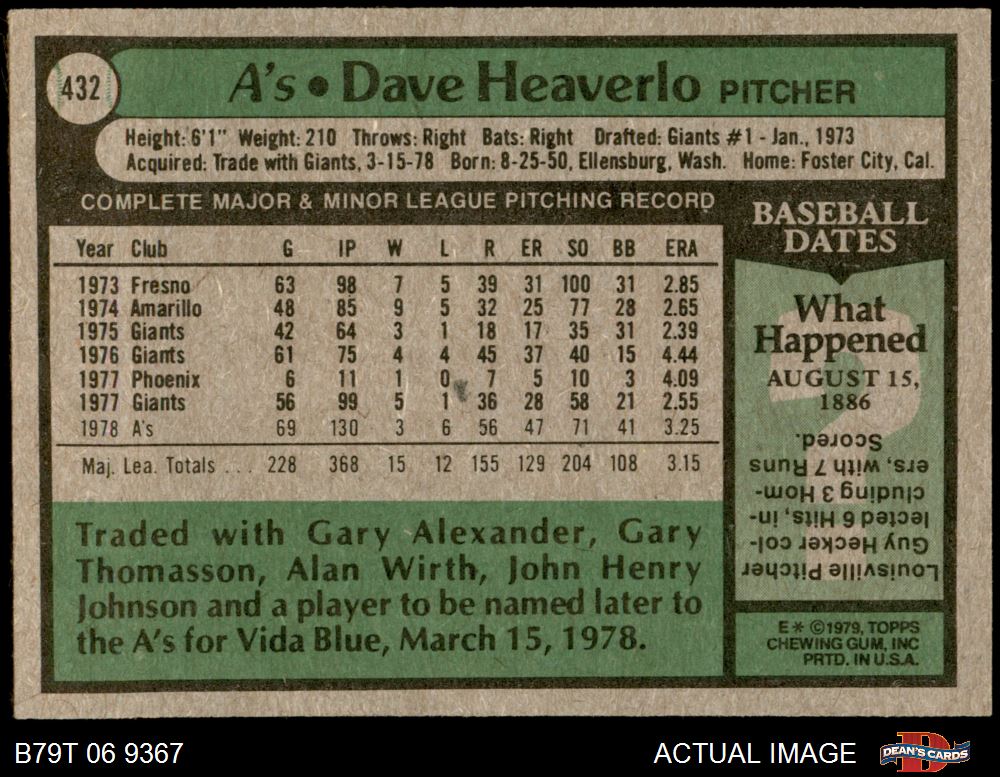 432
A's • Dave Heaverlo PITCHER
Height: 6'1" Weight: 210 Throws: Right Bats: Right Drafted: Giants #1 - Jan., 1973
Acquired: Trade with Giants, 3-15-78 Born: 8-25-50, Ellensburg, Wash. Home: Foster City, Cal.
COMPLETE MAJOR & MINOR LEAGUE PITCHING RECORD
Year Club G IP W L R ER SO BB ERA
1973 Fresno 63 98 7 5 39 31 100 31 2.85
1974 Amarillo 48 85 9 5 32 25 77 28 2.65
1975 Giants 42 64 3 1 18 17 35 31 2.39
1976 Giants 61 75 4 4 45 37 40 15 4.44
1977 Phoenix 6 11 1 0 7 5 10 3 4.09
1977 Giants 56 99 5 1 36 28 58 21 2.55
1978 A's 69 130 3 6 56 47 71 41 3.25
Maj. Lea. Totals . . . 228 368 15 12 155 129 204 108 3.15
Traded with Gary Alexander, Gary
Thomasson, Alan Wirth, John Henry
Johnson and a player to be named later to
the A's for Vida Blue, March 15, 1978.
BASEBALL
DATES
What
Happened
AUGUST 15,
1886
Louisville Pitcher
Guy Hecker col-
lected 6 Hits, in-
cluding 3 Hom-
ers, with 7 Runs
Scored.
E* ©1979, TOPPS
CHEWING GUM, INC
PRTD. IN U.S.A.
B79T 06 9367
ACTUAL IMAGE
DEAN'S CARDS